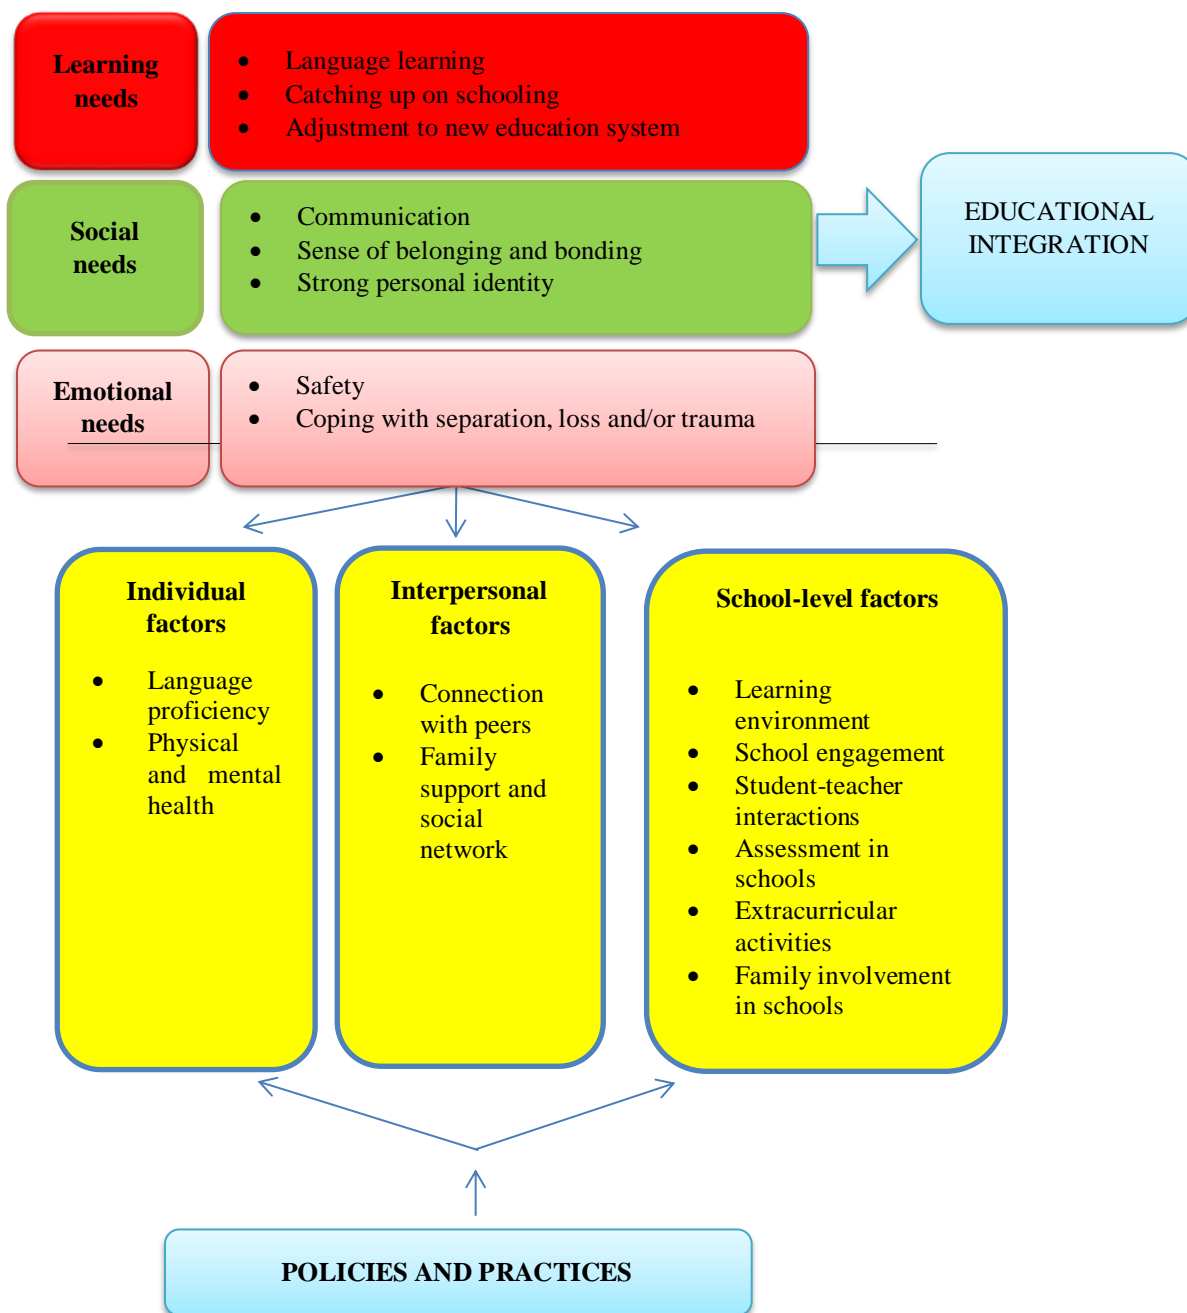 Learning
needs
• Language learning
• Catching up on schooling
• Adjustment to new education system
Social
needs
• Communication
• Sense of belonging and bonding
• Strong personal identity
EDUCATIONAL
INTEGRATION
Emotional
needs
• Safety
• Coping with separation, loss and/or trauma
Individual
factors
• Language
proficiency
• Physical
and mental
health
Interpersonal
factors
• Connection
with peers
• Family
support and
social
network
School-level factors
• Learning
environment
• School engagement
• Student-teacher
interactions
• Assessment in
schools
• Extracurricular
activities
• Family involvement
in schools
POLICIES AND PRACTICES